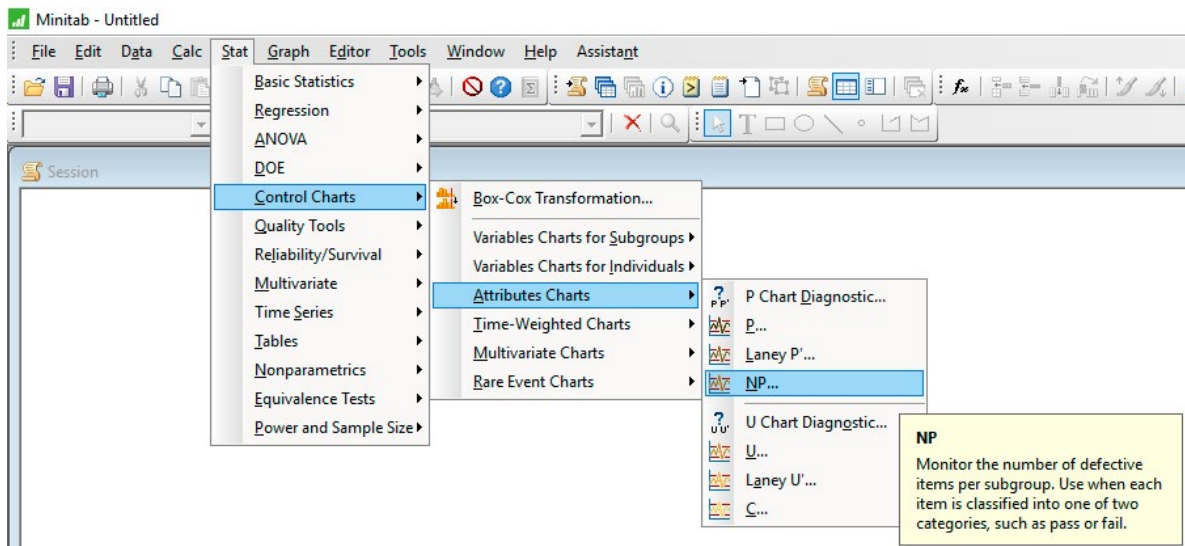 Minitab - Untitled
File Edit Data Calc Stat Graph Editor Tools Window Help Assistant
Session
Basic Statistics
Regression
ANOVA
DOE
Control Charts
Quality Tools
Reliability/Survival
Multivariate
Time Series
Tables
Nonparametrics
Equivalence Tests
Power and Sample Size
Box-Cox Transformation...
Variables Charts for Subgroups
Variables Charts for Individuals
Attributes Charts
Time-Weighted Charts
Multivariate Charts
Rare Event Charts
P Chart Diagnostic...
P...
Laney P'...
NP...
U Chart Diagnostic...
U...
Laney U'...
C...
NP
Monitor the number of defective
items per subgroup. Use when each
item is classified into one of two
categories, such as pass or fail.